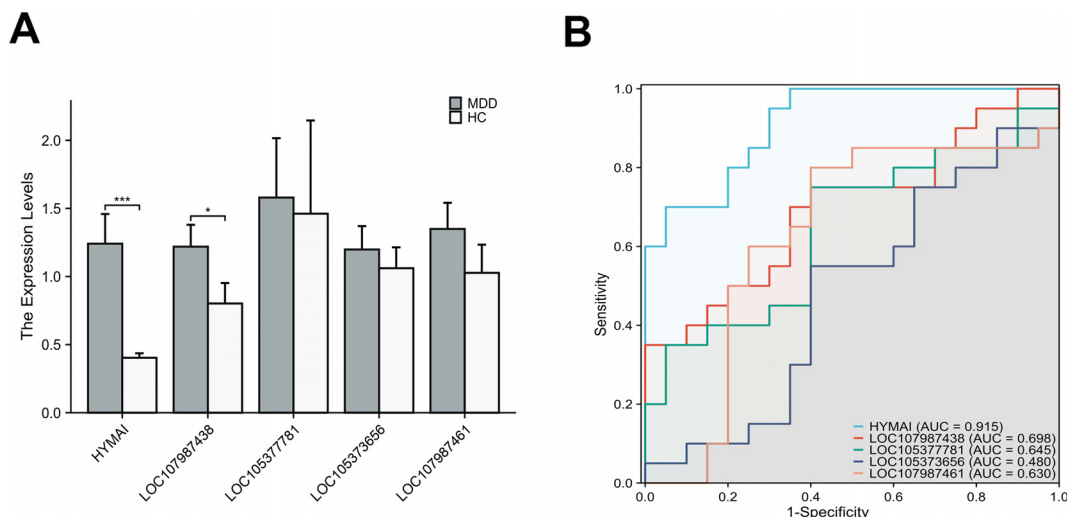 A
The Expression Levels
2.0
1.5
1.0
0.5
0.0
MDD
HC
***
*
HYMAI
LOC107987438
LOC105377781
LOC105373656
LOC107987461
B
Sensitivity
1.0
0.8
0.6
0.4
0.2
0.0
HYMAI (AUC = 0.915)
LOC107987438 (AUC = 0.698)
LOC105377781 (AUC = 0.645)
LOC105373656 (AUC = 0.480)
LOC107987461 (AUC = 0.630)
0.0 0.2 0.4 0.6 0.8 1.0
1-Specificity